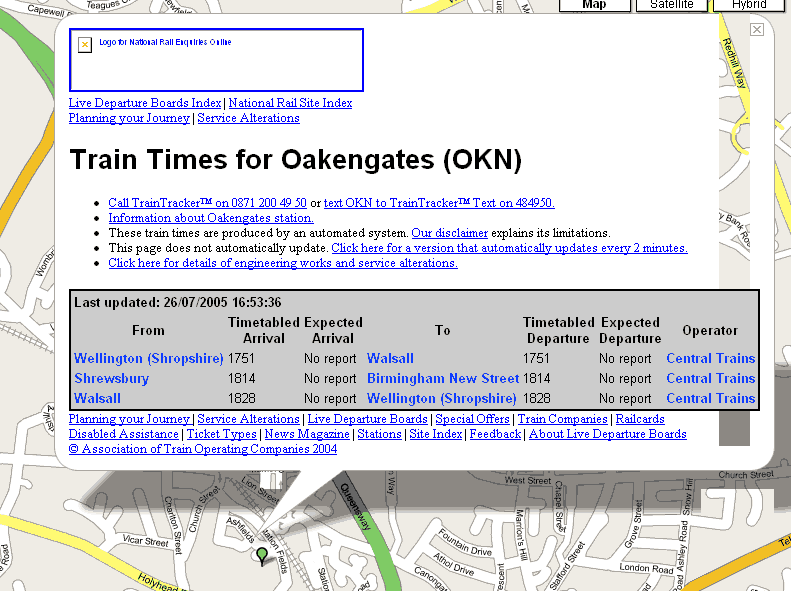 Capewell
Teagues Cres
Map Satellite Hybrid
Logo for National Rail Enquiries Online
Live Departure Boards Index | National Rail Site Index
Planning your Journey | Service Alterations
Redhill Way
Train Times for Oakengates (OKN)
Call TrainTracker™ on 0871 200 49 50 or text OKN to TrainTracker™ Text on 484950.
Information about Oakengates station.
These train times are produced by an automated system. Our disclaimer explains its limitations.
This page does not automatically update. Click here for a version that automatically updates every 2 minutes.
Click here for details of engineering works and service alterations.
y Bank Road
Wombr
Last updated: 26/07/2005 16:53:36
From Timetabled Arrival Expected Arrival To Timetabled Departure Expected Departure Operator
Wellington (Shropshire) 1751 No report Walsall 1751 No report Central Trains
Shrewsbury 1814 No report Birmingham New Street 1814 No report Central Trains
Walsall 1828 No report Wellington (Shropshire) 1828 No report Central Trains
Planning your Journey | Service Alterations | Live Departure Boards | Special Offers | Train Companies | Railcards
Disabled Assistance | Ticket Types | News Magazine | Stations | Site Index | Feedback | About Live Departure Boards
© Association of Train Operating Companies 2004
Church Street
West Street
Lion Street
Queensway
n Way
Church Street
Charlton Street
Chapel Street
Snow Hill
Marrion's Hill
Grove Street
Ashfields
tation Fields
Vicar Street
Fountain Drive
Athol Drive
Canongat
escent
Stafford Street
London Road
Ashley Road
Road
Holyhead
Station